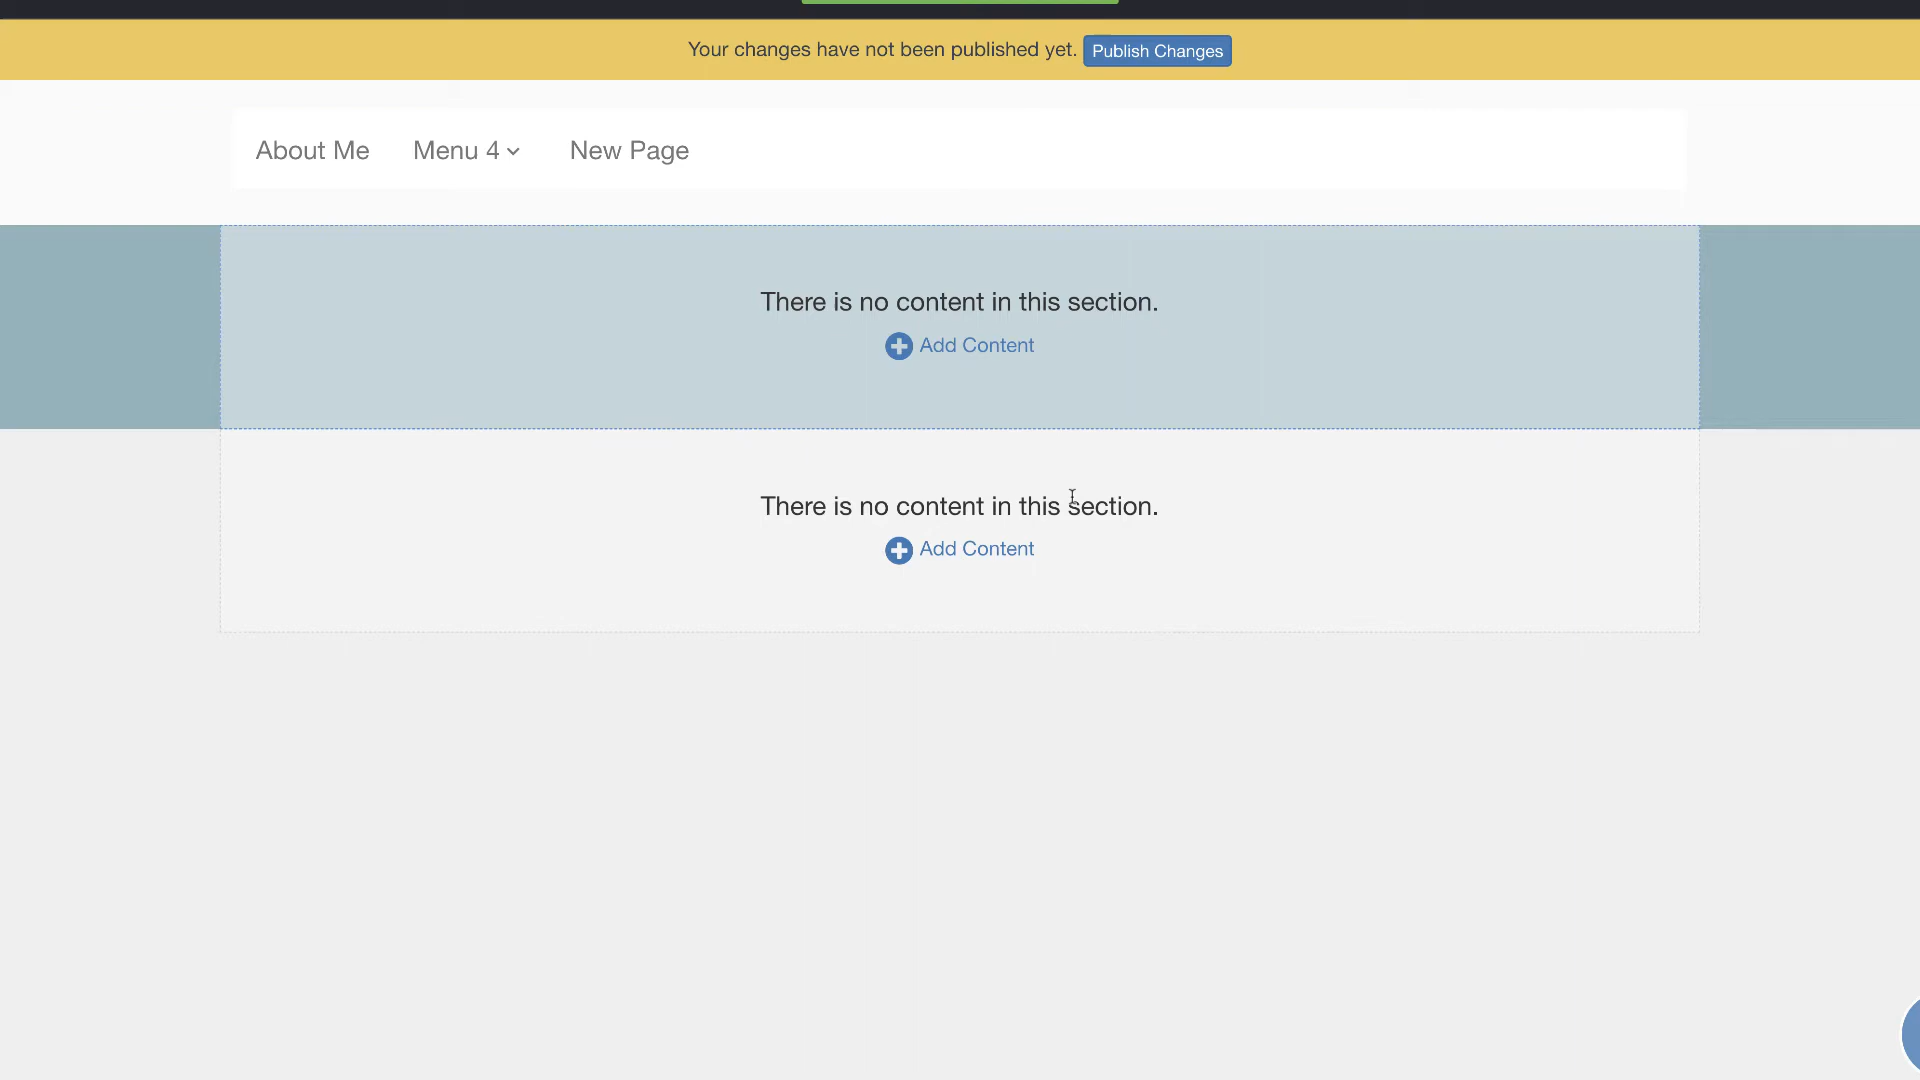 Your changes have not been published yet. Publish Changes
About Me Menu 4 New Page
There is no content in this section.
Add Content
There is no content in this section.
Add Content